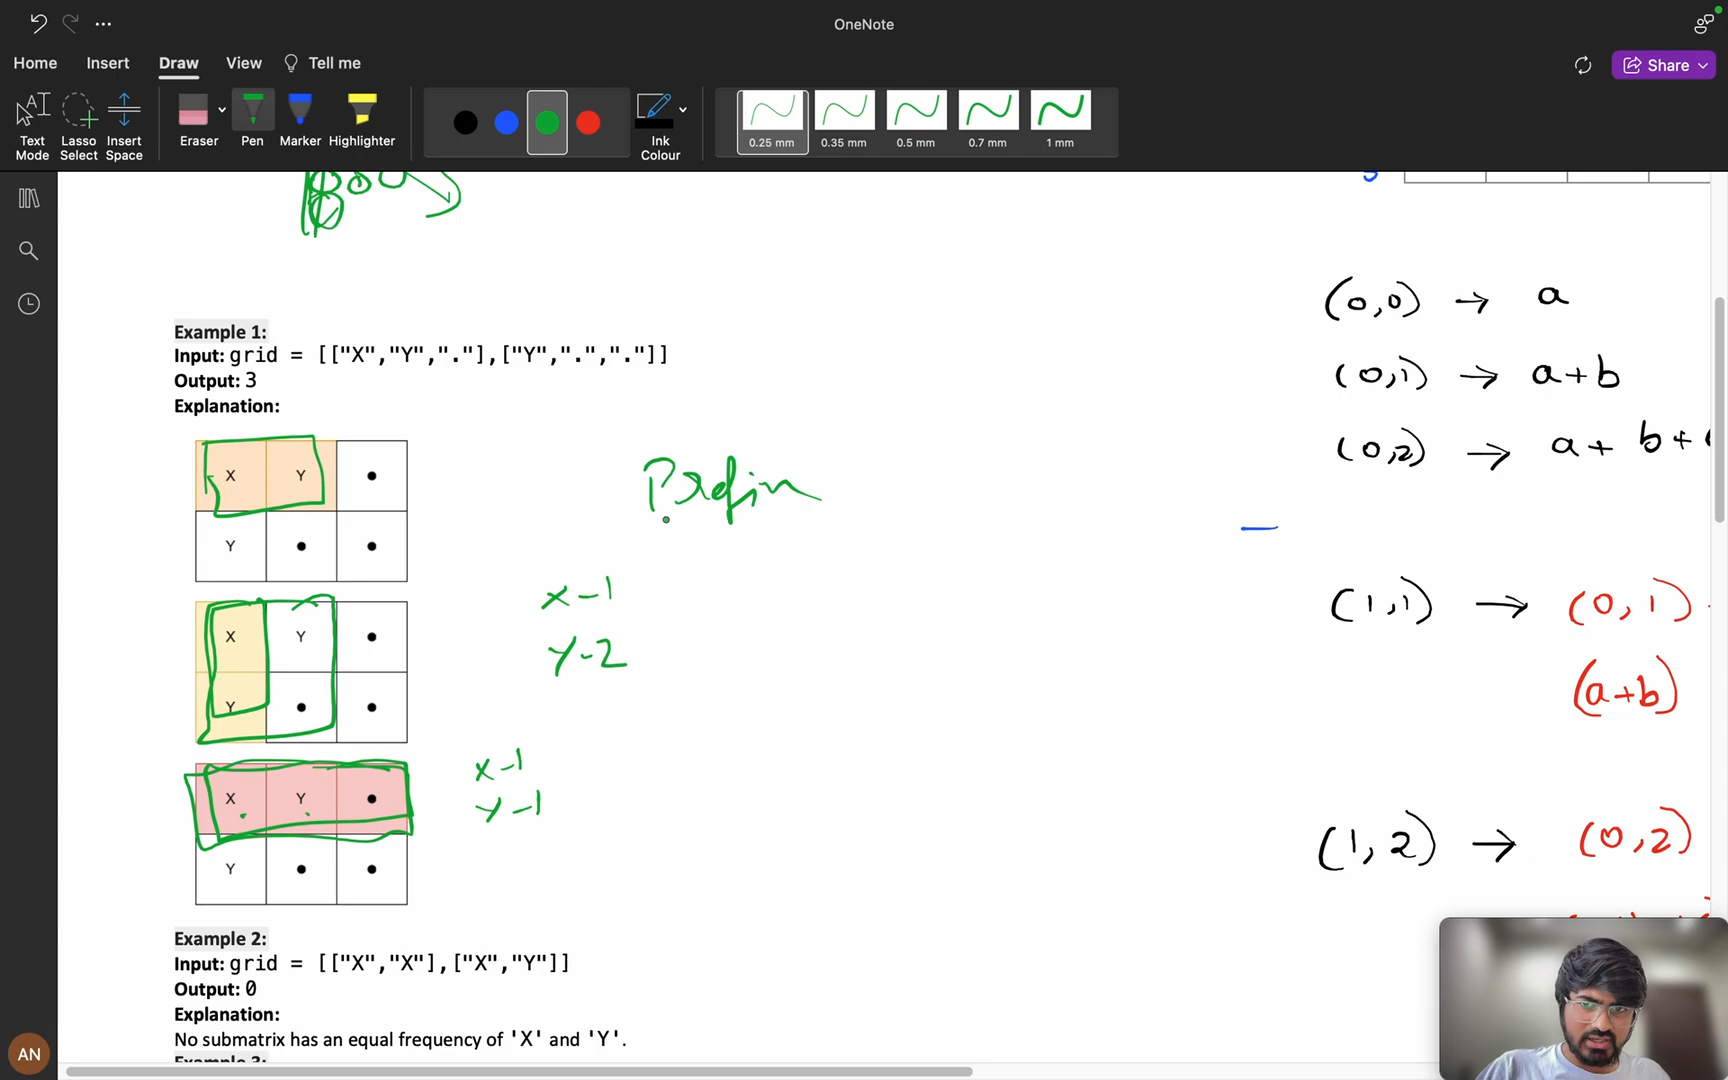 OneNote
Home Insert Draw View Tell me
Share
Text Mode
Lasso Select
Insert Space
Eraser
Pen
Marker
Highlighter
Ink Colour
0.25 mm
0.35 mm
0.5 mm
0.7 mm
1 mm
Example 1:
Input: grid = [["X","Y","."],["Y",".","."]]
Output: 3
Explanation:
X Y
Y
X Y
Y
X Y
Y
x - 1
y - 2
x - 1
y - 1
(0,0) → a
(0,1) → a+b
(0,2) → a + b +
(1,1) → (0,1)
(a+b)
(1,2) → (0,2)
Example 2:
Input: grid = [["X","X"],["X","Y"]]
Output: 0
Explanation:
No submatrix has an equal frequency of 'X' and 'Y'.
AN